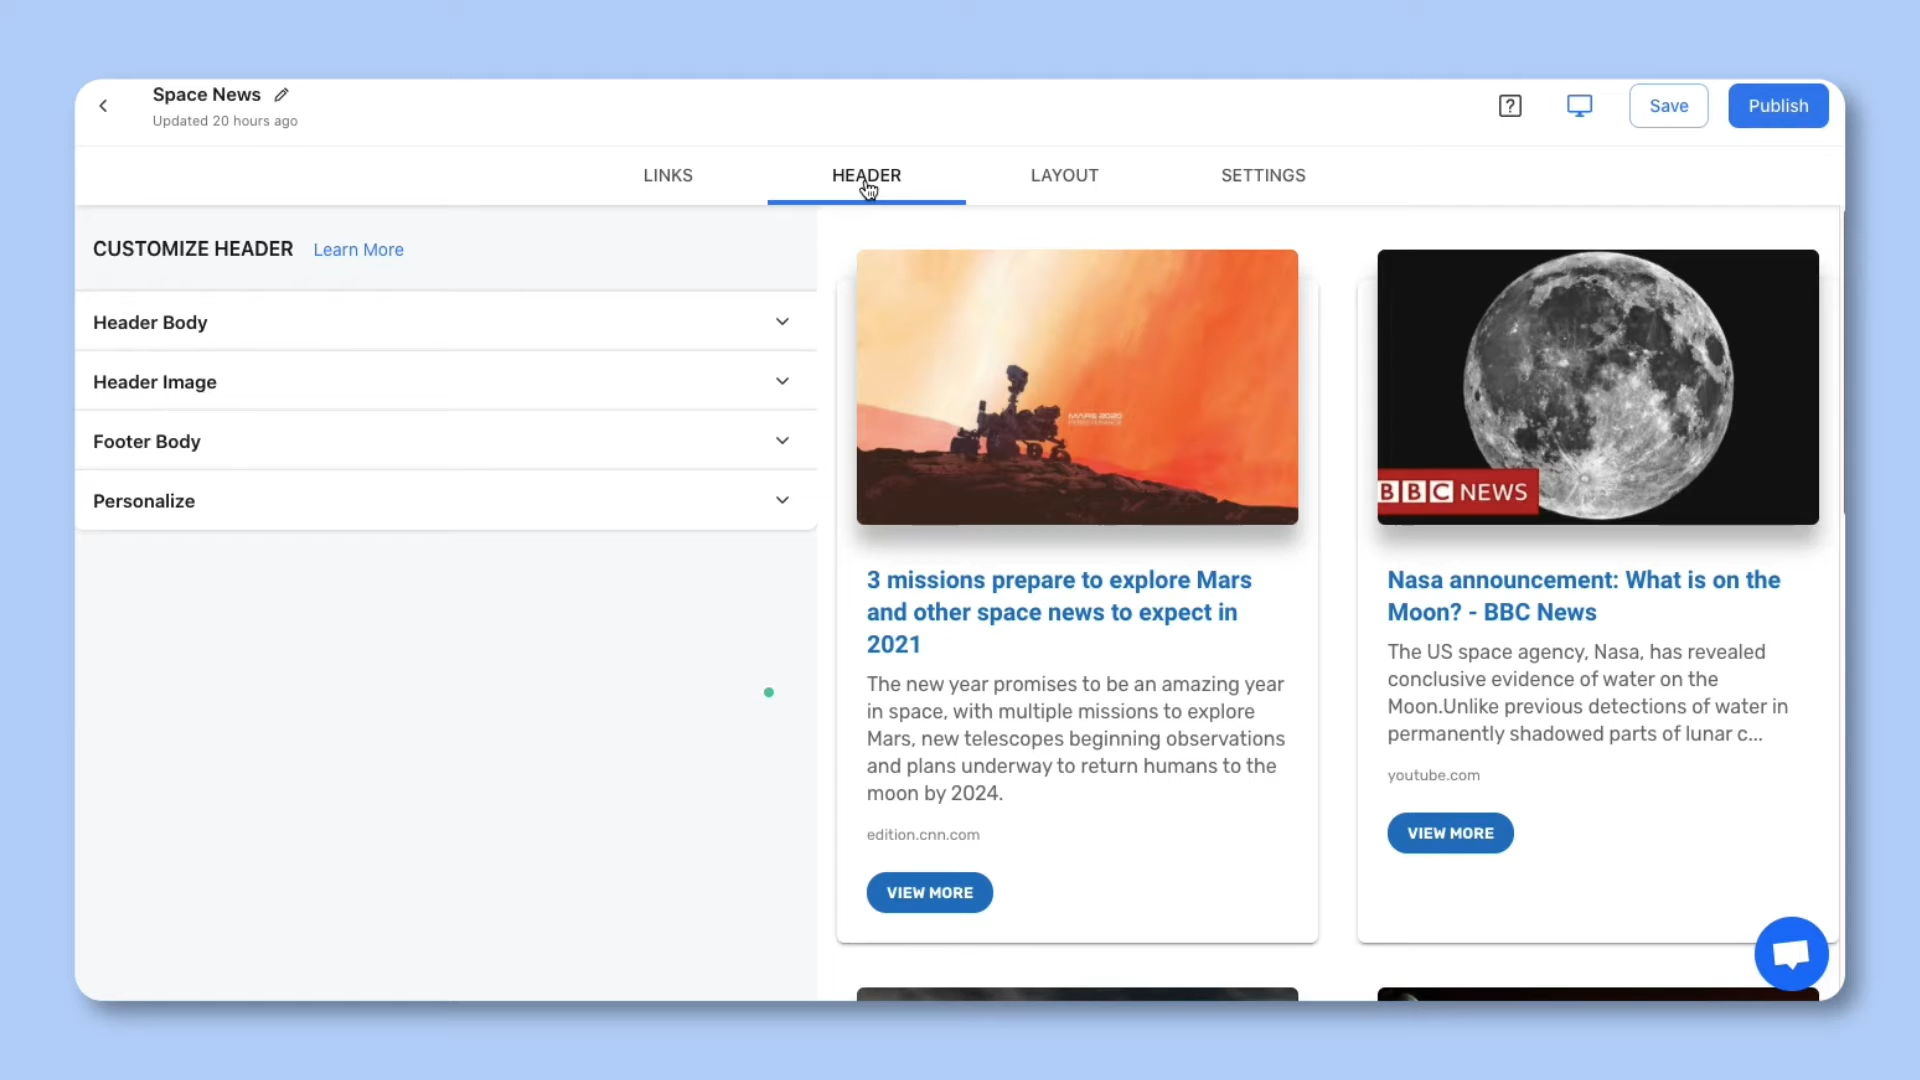 Space News
Updated 20 hours ago
?
Save
Publish
LINKS
HEADER
LAYOUT
SETTINGS
CUSTOMIZE HEADER
Learn More
Header Body
Header Image
Footer Body
Personalize
MARS 2020
PERSEVERANCE
3 missions prepare to explore Mars
and other space news to expect in
2021
The new year promises to be an amazing year
in space, with multiple missions to explore
Mars, new telescopes beginning observations
and plans underway to return humans to the
moon by 2024.
edition.cnn.com
VIEW MORE
BBC NEWS
Nasa announcement: What is on the
Moon? - BBC News
The US space agency, Nasa, has revealed
conclusive evidence of water on the
Moon.Unlike previous detections of water in
permanently shadowed parts of lunar c...
youtube.com
VIEW MORE